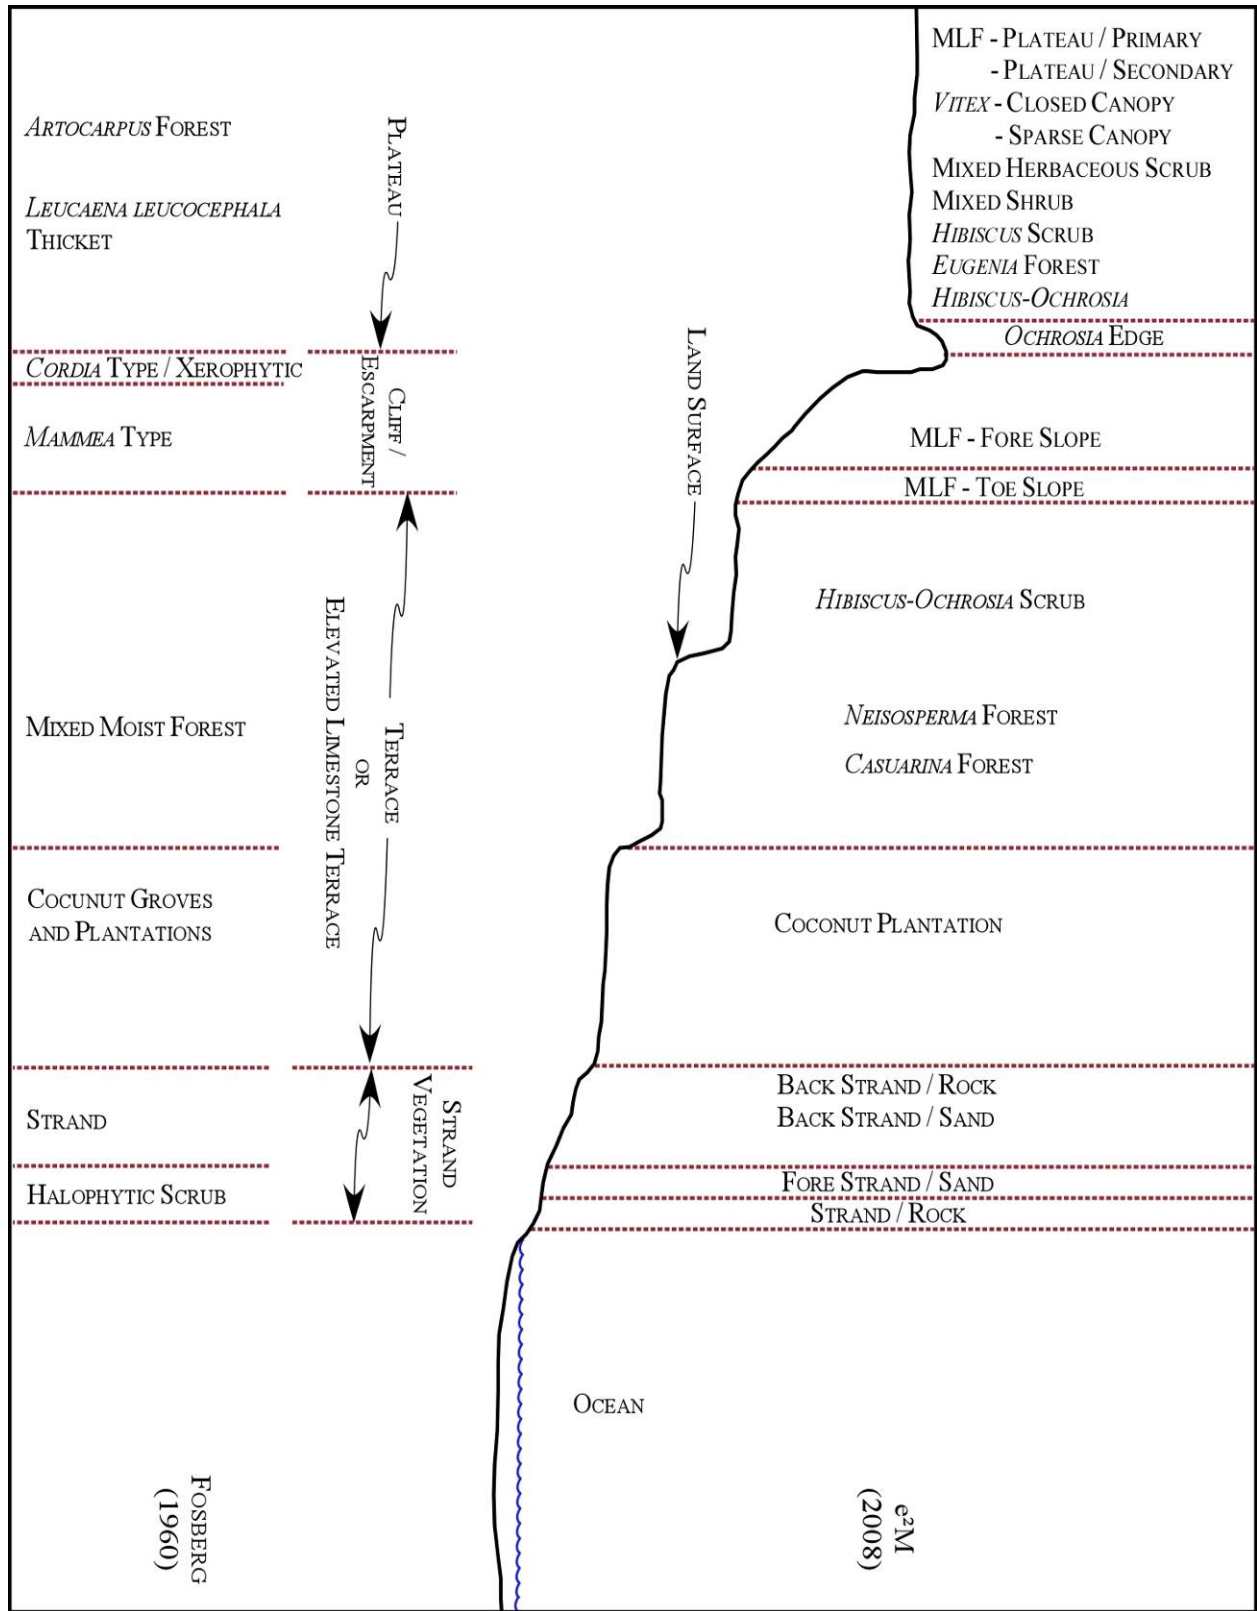 MLF - PLATEAU / PRIMARY
- PLATEAU / SECONDARY
VITEX - CLOSED CANOPY
- SPARSE CANOPY
MIXED HERBACEOUS SCRUB
MIXED SHRUB
HIBISCUS SCRUB
EUGENIA FOREST
HIBISCUS-OCHROSIA
OCHROSIA EDGE
MLF - FORE SLOPE
MLF - TOE SLOPE
HIBISCUS-OCHROSIA SCRUB
NEISOSPERMA FOREST
CASUARINA FOREST
COCONUT PLANTATION
BACK STRAND / ROCK
BACK STRAND / SAND
FORE STRAND / SAND
STRAND / ROCK
OCEAN
e²M
(2008)
LAND SURFACE
PLATEAU
CLIFF /
ESCARPMENT
TERRACE
OR
ELEVATED LIMESTONE TERRACE
STRAND
VEGETATION
ARTOCARPUS FOREST
LEUCAENA LEUCOCEPHALA
THICKET
CORDIA TYPE / XEROPHYTIC
MAMMEA TYPE
MIXED MOIST FOREST
COCUNUT GROVES
AND PLANTATIONS
STRAND
HALOPHYTIC SCRUB
FOSBERG
(1960)